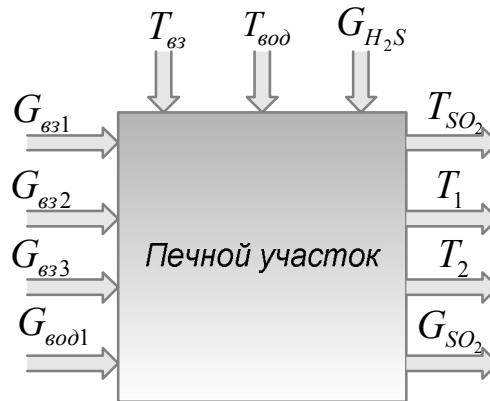 T_вз T_вод G_H₂S
G_вз1 T_SO₂
G_вз2 T_1
G_вз3 T_2
Печной участок
G_вод1 G_SO₂